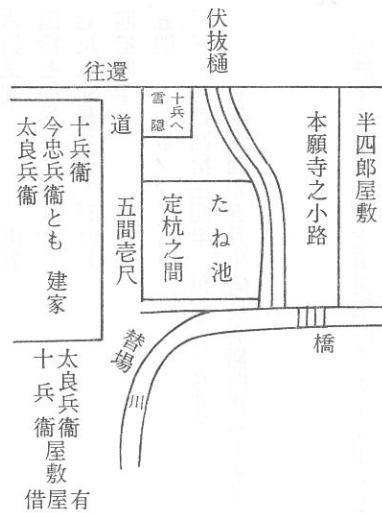 伏抜樋
半四郎屋敷
本願寺之小路
橋
たね池
定杭之間
十兵へ
雪隠
往還
道
五間壱尺
替場
川
十兵衞
今忠兵衞とも 建家
太良兵衞
太良兵衞
十兵衞屋敷
借屋有